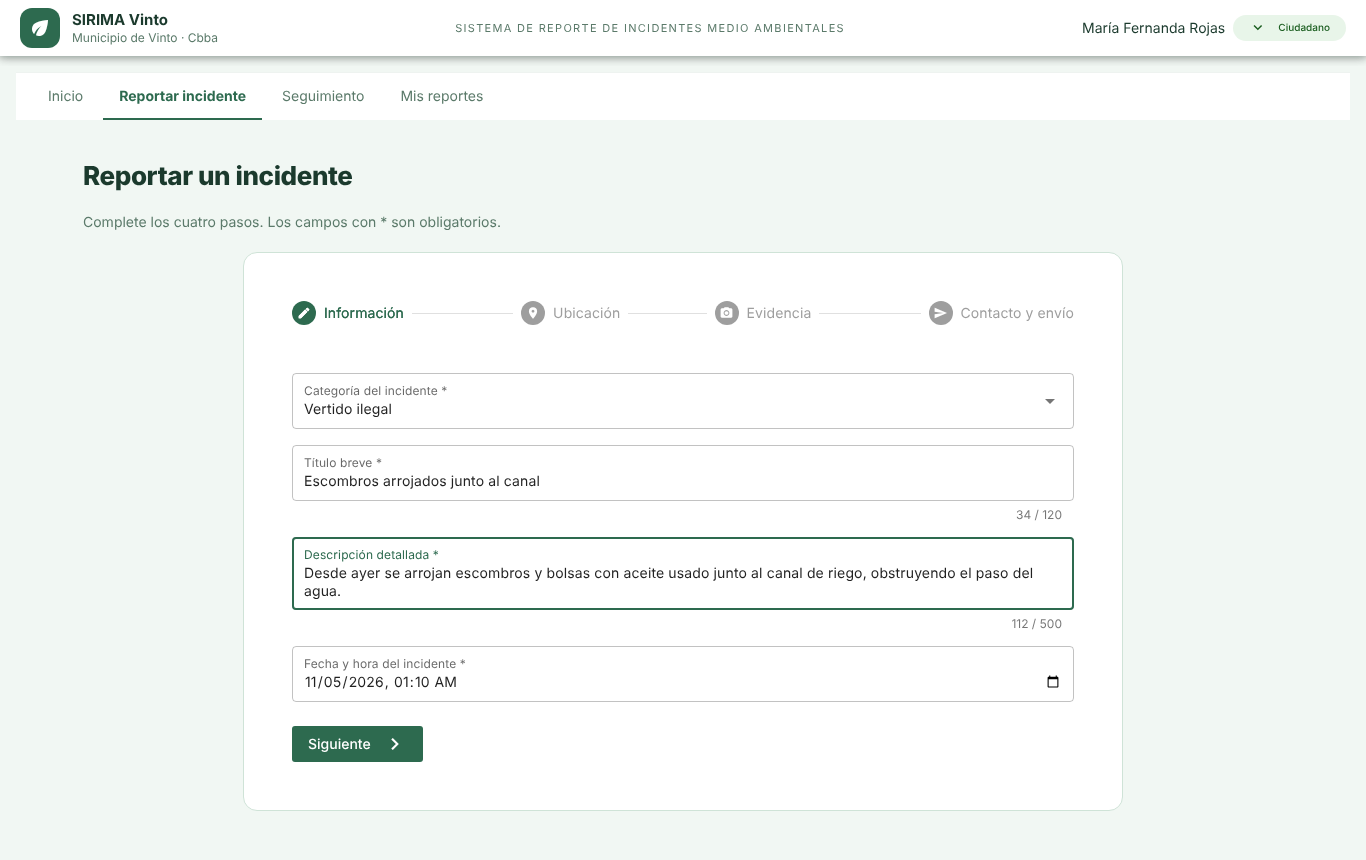 SIRIMA Vinto
Municipio de Vinto · Cbba
SISTEMA DE REPORTE DE INCIDENTES MEDIO AMBIENTALES
María Fernanda Rojas
Ciudadano
Inicio
Reportar incidente
Seguimiento
Mis reportes
Reportar un incidente
Complete los cuatro pasos. Los campos con * son obligatorios.
Información
Ubicación
Evidencia
Contacto y envío
Categoría del incidente *
Vertido ilegal
Título breve *
Escombros arrojados junto al canal
34 / 120
Descripción detallada *
Desde ayer se arrojan escombros y bolsas con aceite usado junto al canal de riego, obstruyendo el paso del
agua.
112 / 500
Fecha y hora del incidente *
11/05/2026, 01:10 AM
Siguiente